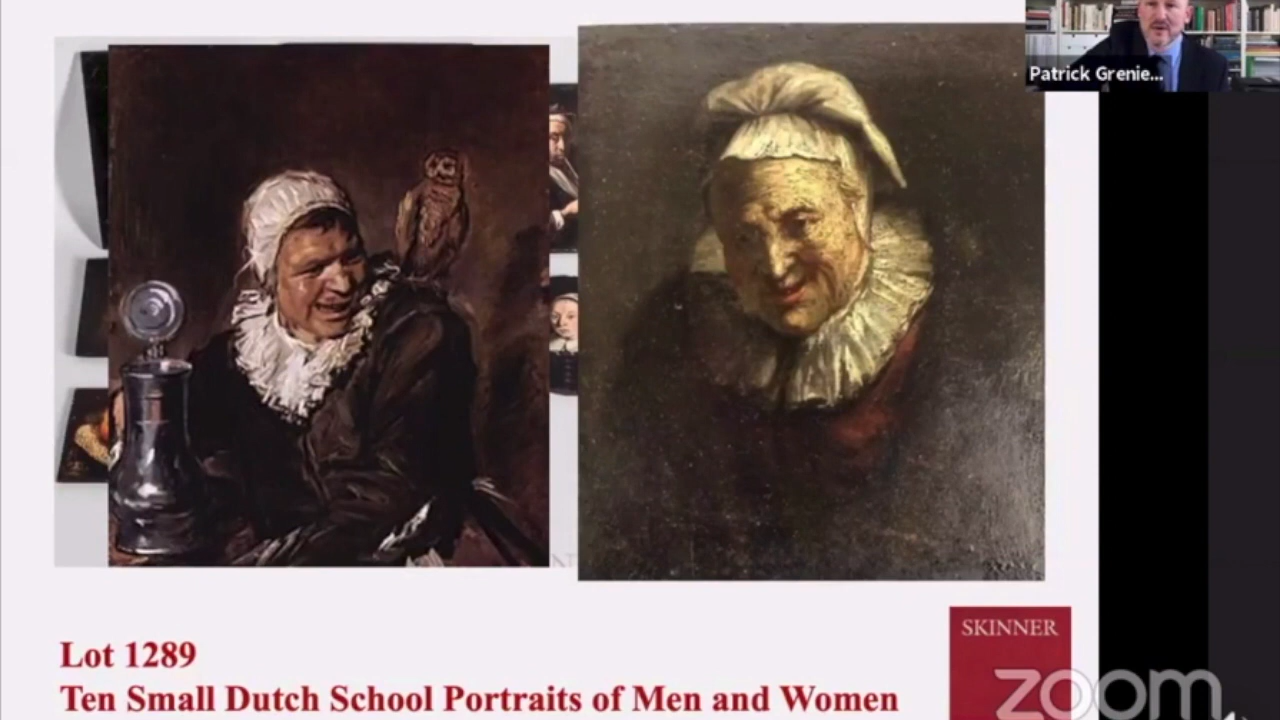 Patrick Grenie...
Lot 1289
Ten Small Dutch School Portraits of Men and Women
SKINNER
zoom